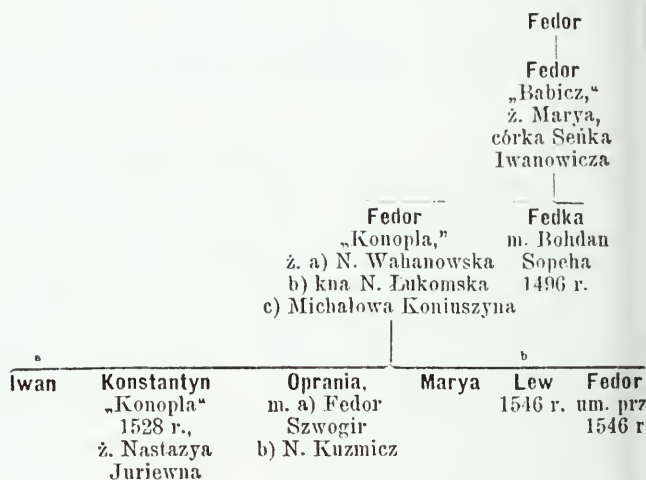 Fedor
Fedor
„Babicz,“
ż. Marya,
córka Seńka
Iwanowicza
Fedor
„Konopla,”
ż. a) N. Wahanowska
b) kna N. Łukomska
c) Michałowa Koniuszyna
Fedka
m. Bohdan
Sopeha
1496 r.
a
b
Iwan
Konstantyn
„Konopla“
1528 r.,
ż. Nastazya
Juriewna
Oprania,
m. a) Fedor
Szwogir
b) N. Kuzmicz
Marya
Lew
1546 r.
Fedor
um. prz
1546 r